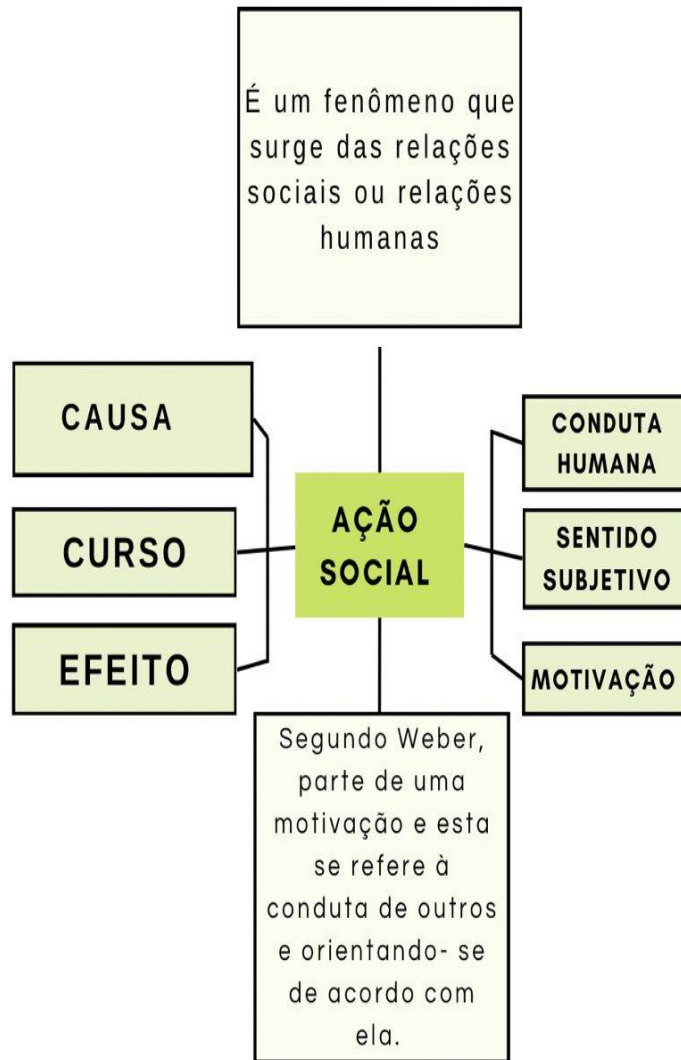 É um fenômeno que
surge das relações
sociais ou relações
humanas
CAUSA
CURSO
EFEITO
AÇÃO
SOCIAL
CONDUTA
HUMANA
SENTIDO
SUBJETIVO
MOTIVAÇÃO
Segundo Weber,
parte de uma
motivação e esta
se refere à
conduta de outros
e orientando- se
de acordo com
ela.